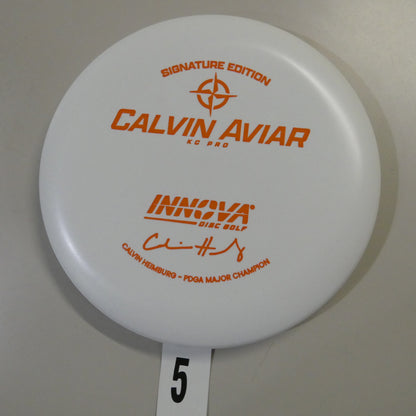 SIGNATURE EDITION
CALVIN AVIAR
KC PRO
INNOVA®
DISC GOLF
CALVIN HEIMBURG - PDGA MAJOR CHAMPION
5